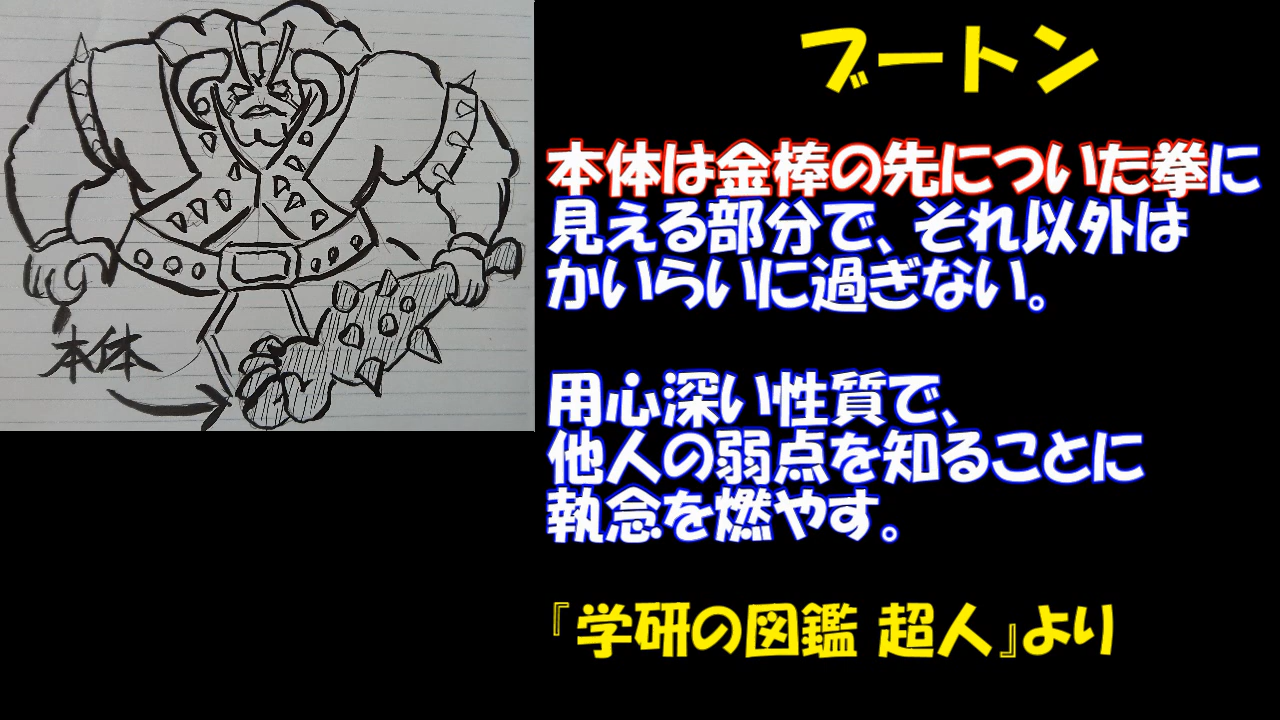 ブートン
本体は金棒の先についた拳に
見える部分で、それ以外は
かいらいに過ぎない。
用心深い性質で、
他人の弱点を知ることに
執念を燃やす。
『学研の図鑑 超人』より
本体